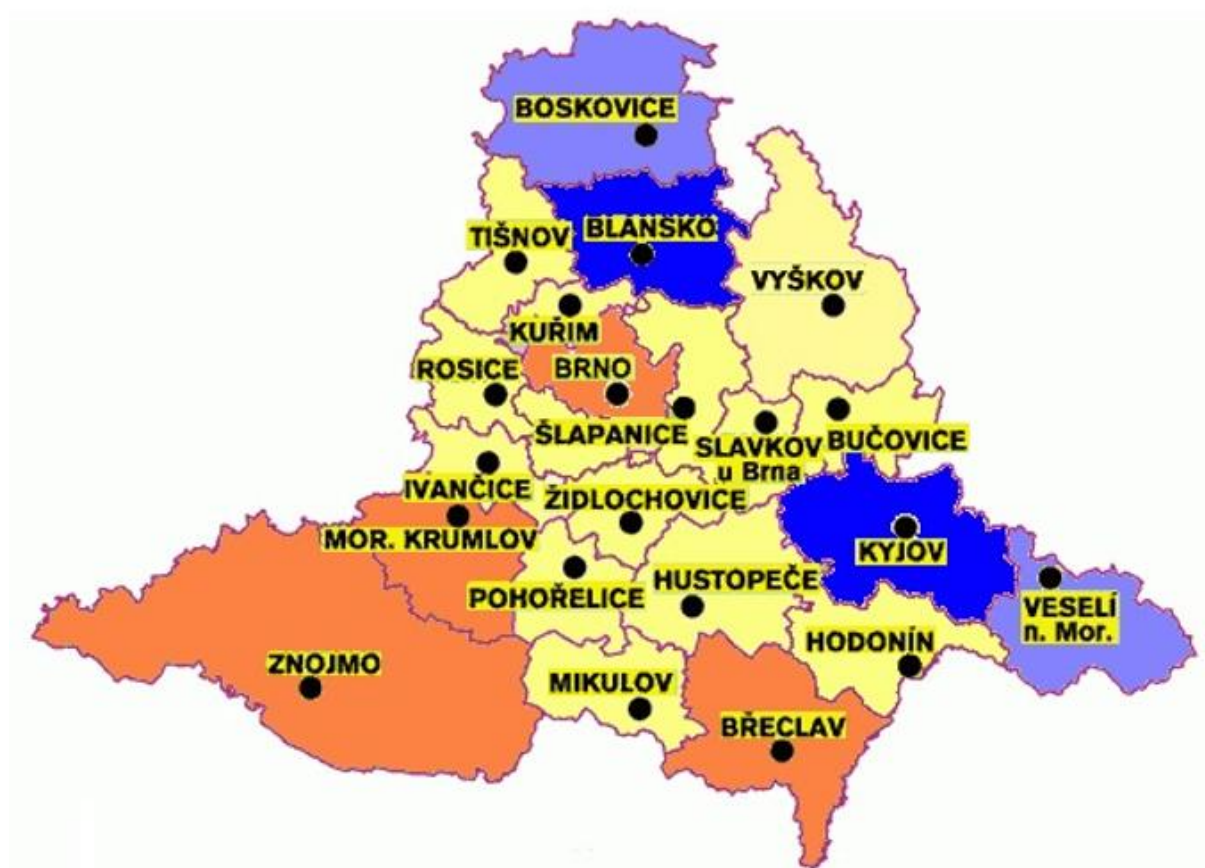 BOSKOVICE
BLANSKO
TIŠNOV
VYŠKOV
KUŘIM
BRNO
ROSICE
ŠLAPANICE
SLAVKOV
u Brna
BUČOVICE
IVANČICE
ŽIDLOCHOVICE
MOR. KRUMLOV
KYJOV
POHOŘELICE
HUSTOPEČE
VESELÍ
n. Mor.
HODONÍN
ZNOJMO
MIKULOV
BŘECLAV